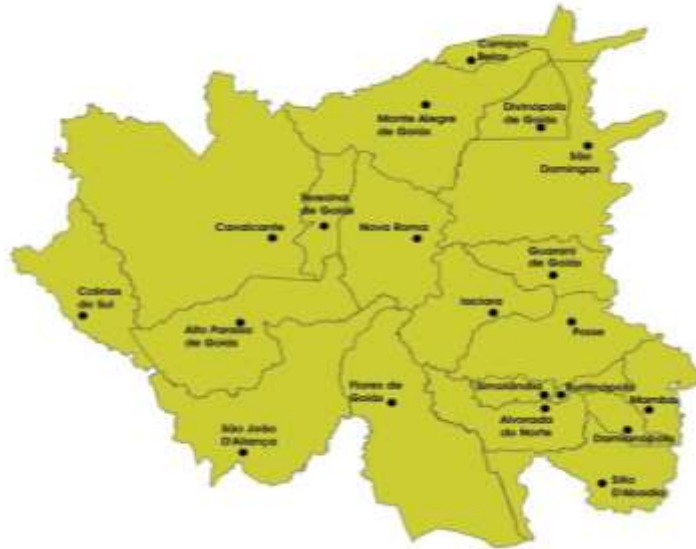 Campos
Belos
Monte Alegre
de Goiás
Divinópolis
de Goiás
São
Domingos
Teresina
de Goiás
Cavalcante
Nova Roma
Guarani
de Goiás
Colinas
do Sul
Iaciara
Alto Paraíso
de Goiás
Posse
Flores de
Goiás
Simolândia
Buritinópolis
Mambaí
Alvorada
do Norte
Damianópolis
São João
D'Aliança
Sítio
D'Abadia